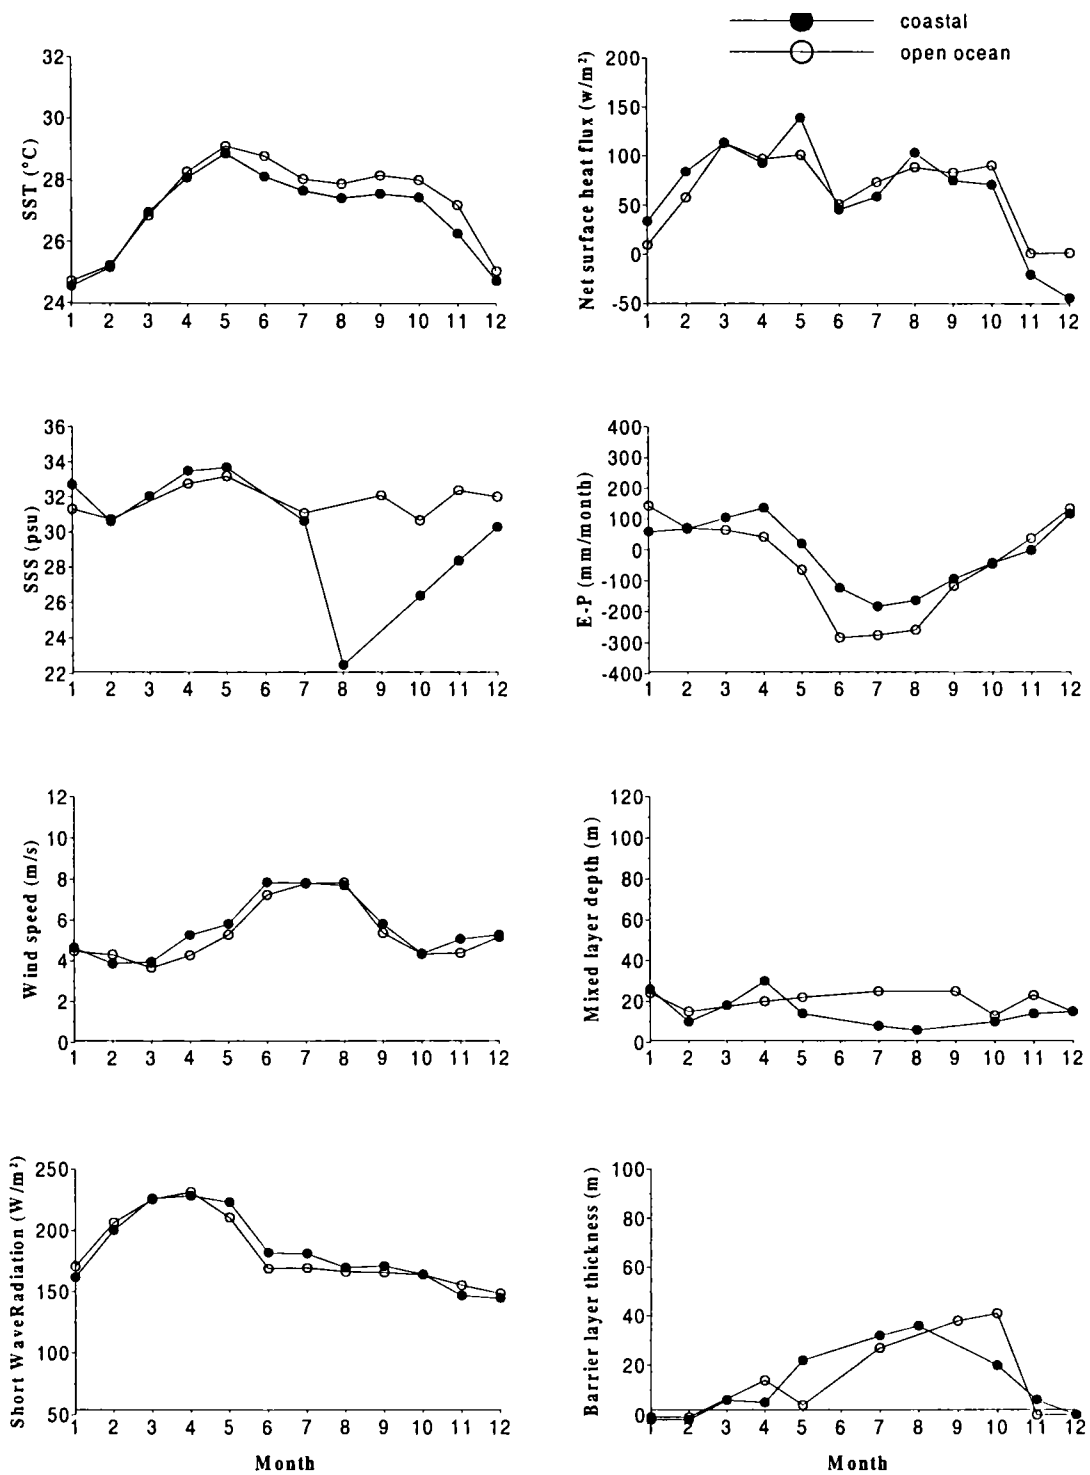 coastal
open ocean
SST (°C)
32
30
28
26
24
1 2 3 4 5 6 7 8 9 10 11 12
Net surface heat flux (w/m²)
200
150
100
50
0
-50
1 2 3 4 5 6 7 8 9 10 11 12
SSS (psu)
36
34
32
30
28
26
24
22
1 2 3 4 5 6 7 8 9 10 11 12
E-P (mm/month)
400
300
200
100
0
-100
-200
-300
-400
1 2 3 4 5 6 7 8 9 10 11 12
Wind speed (m/s)
12
10
8
6
4
2
0
1 2 3 4 5 6 7 8 9 10 11 12
Mixed layer depth (m)
120
100
80
60
40
20
0
1 2 3 4 5 6 7 8 9 10 11 12
Short WaveRadiation (W/m²)
250
200
150
100
50
1 2 3 4 5 6 7 8 9 10 11 12
Month
Barrier layer thickness (m)
100
80
60
40
20
0
1 2 3 4 5 6 7 8 9 10 11 12
Month